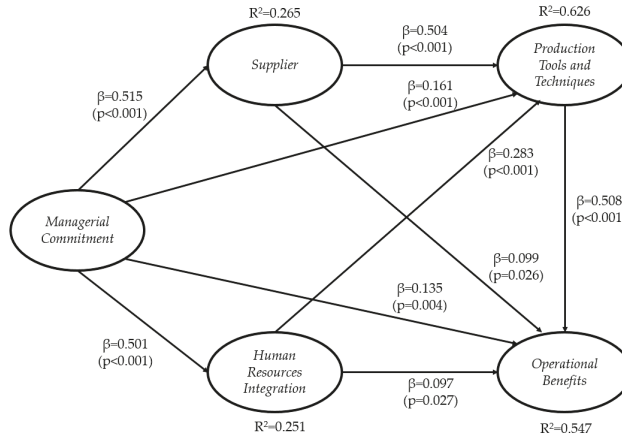 R²=0.265
R²=0.626
β=0.504
(p<0.001)
Supplier
Production
Tools and
Techniques
β=0.515
(p<0.001)
β=0.161
(p<0.001)
β=0.283
(p<0.001)
β=0.508
(p<0.001
Managerial
Commitment
β=0.099
(p=0.026)
β=0.135
(p=0.004)
β=0.501
(p<0.001)
Human
Resources
Integration
Operational
Benefits
β=0.097
(p=0.027)
R²=0.251
R²=0.547